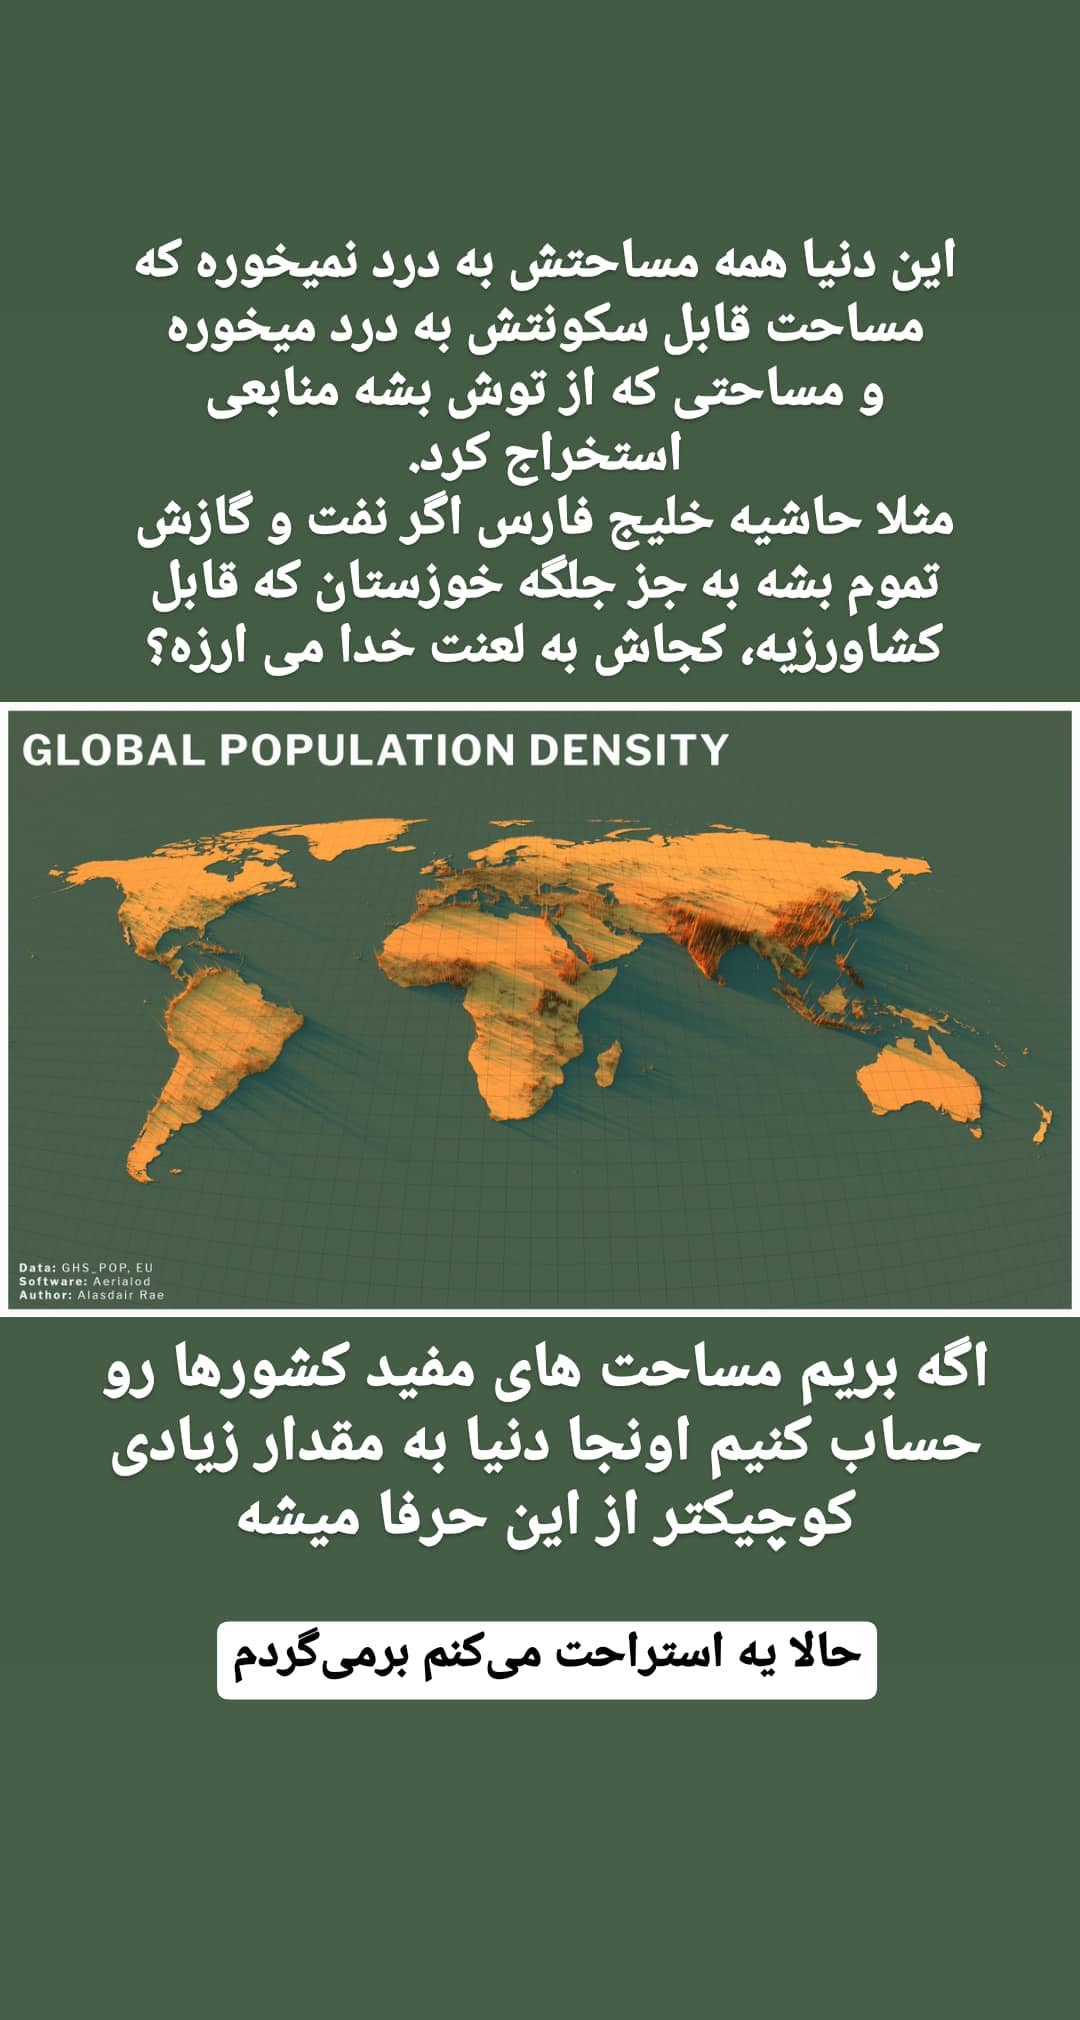 این دنیا همه مساحتش به درد نمیخوره که
مساحت قابل سکونتش به درد میخوره
و مساحتی که از توش بشه منابعی
استخراج کرد.
مثلا حاشیه خلیج فارس اگر نفت و گازش
تموم بشه به جز جلگه خوزستان که قابل
کشاورزیه، کجاش به لعنت خدا می ارزه؟
GLOBAL POPULATION DENSITY
Data: GHS_POP, EU
Software: Aerialod
Author: Alasdair Rae
اگه بریم مساحت های مفید کشورها رو
حساب کنیم اونجا دنیا به مقدار زیادی
کوچیکتر از این حرفا میشه
حالا یه استراحت می‌کنم برمی‌گردم